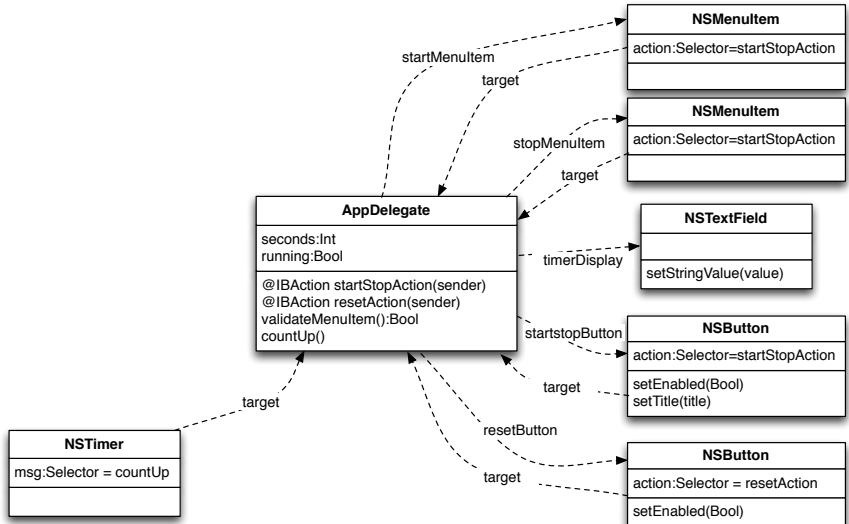 NSMenuItem
action:Selector=startStopAction
startMenuItem
target
NSMenuItem
action:Selector=startStopAction
stopMenuItem
target
AppDelegate
seconds:Int
running:Bool
@IBAction startStopAction(sender)
@IBAction resetAction(sender)
validateMenuItem():Bool
countUp()
NSTextField
setStringValue(value)
timerDisplay
NSButton
action:Selector=startStopAction
setEnabled(Bool)
setTitle(title)
startstopButton
target
resetButton
target
NSButton
action:Selector = resetAction
setEnabled(Bool)
target
NSTimer
msg:Selector = countUp